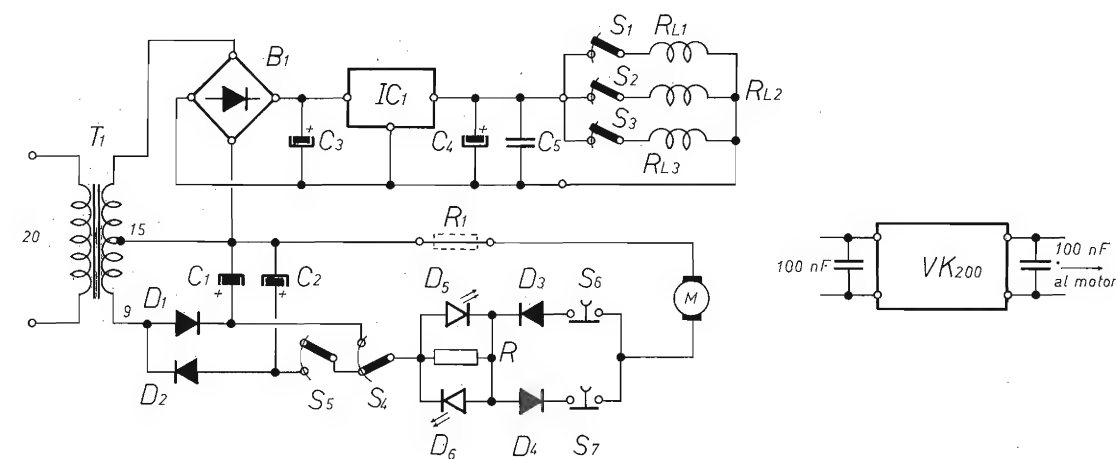 S1 RL1
B1
S2
IC1
RL2
S3
C3 C4 C5
T1
RL3
20 15
R1
C1 C2
D5 D3 S6
100 nF VK200 100 nF
al motor
M
9 D1
R
D2 S5 S4
D6 D4 S7
+ + + +